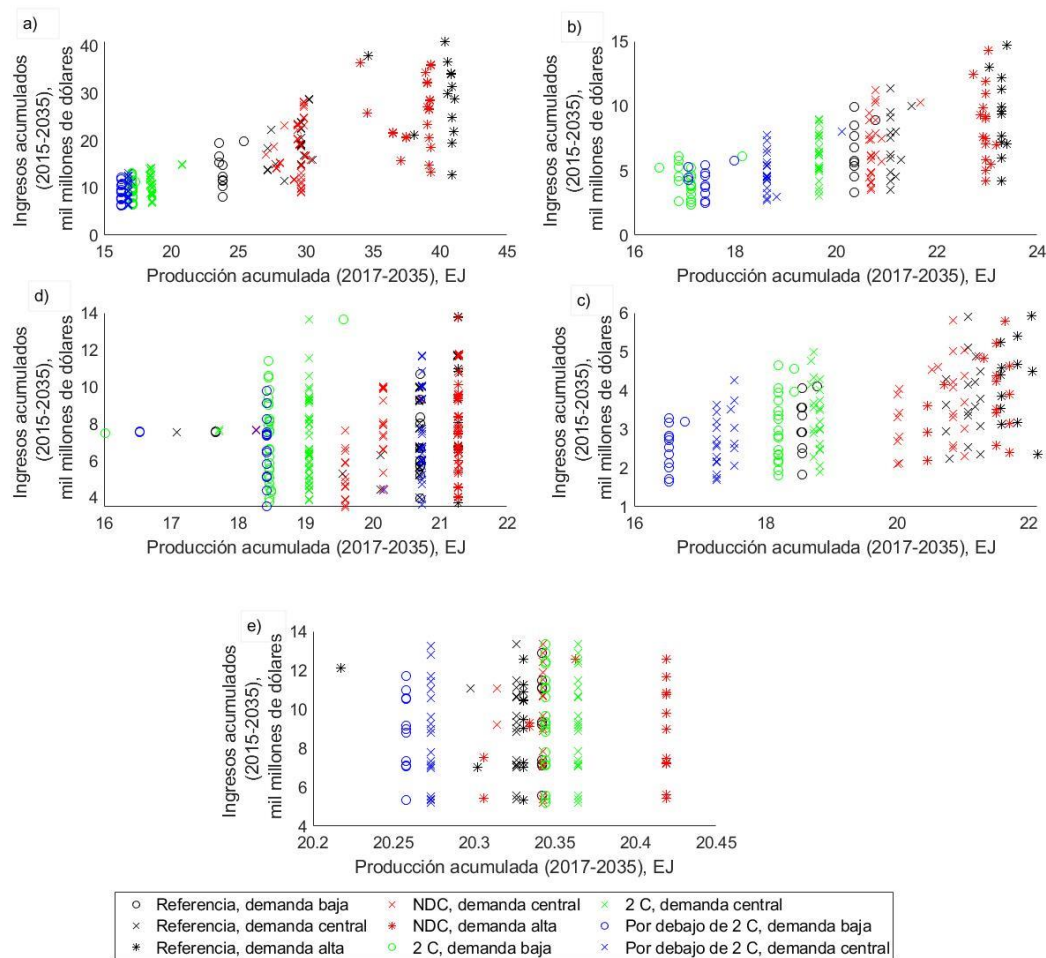 a)
Ingresos acumulados
(2015-2035),
mil millones de dólares
40
30
20
10
0
15 20 25 30 35 40 45
Producción acumulada (2017-2035), EJ
b)
Ingresos acumulados
(2015-2035),
mil millones de dólares
15
10
5
0
16 18 20 22 24
Producción acumulada (2017-2035), EJ
d)
Ingresos acumulados
(2015-2035),
mil millones de dólares
14
12
10
8
6
4
16 17 18 19 20 21 22
Producción acumulada (2017-2035), EJ
c)
Ingresos acumulados
(2015-2035),
mil millones de dólares
6
5
4
3
2
1
16 18 20 22
Producción acumulada (2017-2035), EJ
e)
Ingresos acumulados
(2015-2035),
mil millones de dólares
14
12
10
8
6
4
20.2 20.25 20.3 20.35 20.4 20.45
Producción acumulada (2017-2035), EJ
Referencia, demanda baja
Referencia, demanda central
Referencia, demanda alta
NDC, demanda central
NDC, demanda alta
2 C, demanda baja
2 C, demanda central
Por debajo de 2 C, demanda baja
Por debajo de 2 C, demanda central